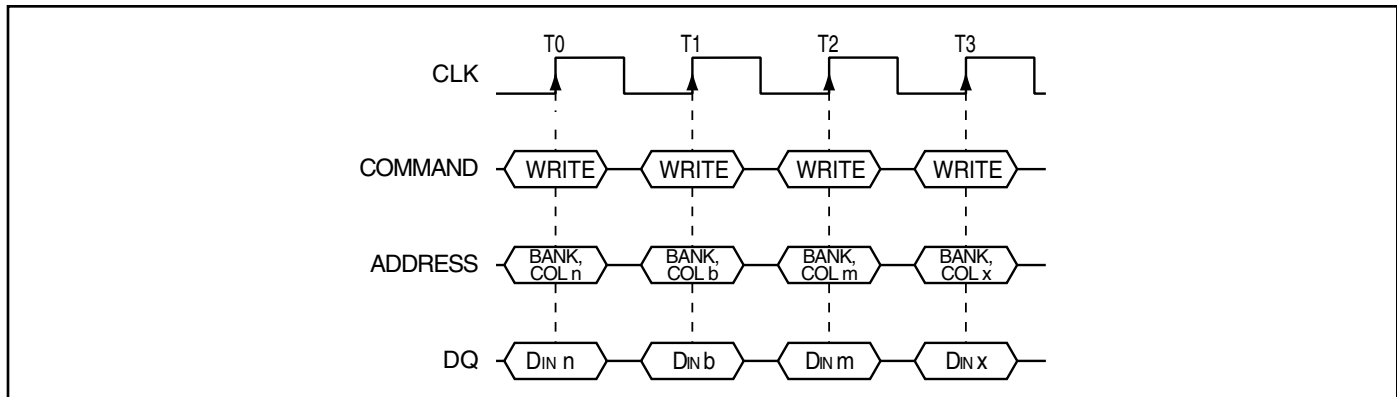 T0 T1 T2 T3
CLK
COMMAND WRITE WRITE WRITE WRITE
ADDRESS BANK, COL n BANK, COL b BANK, COL m BANK, COL x
DQ DIN n DIN b DIN m DIN x